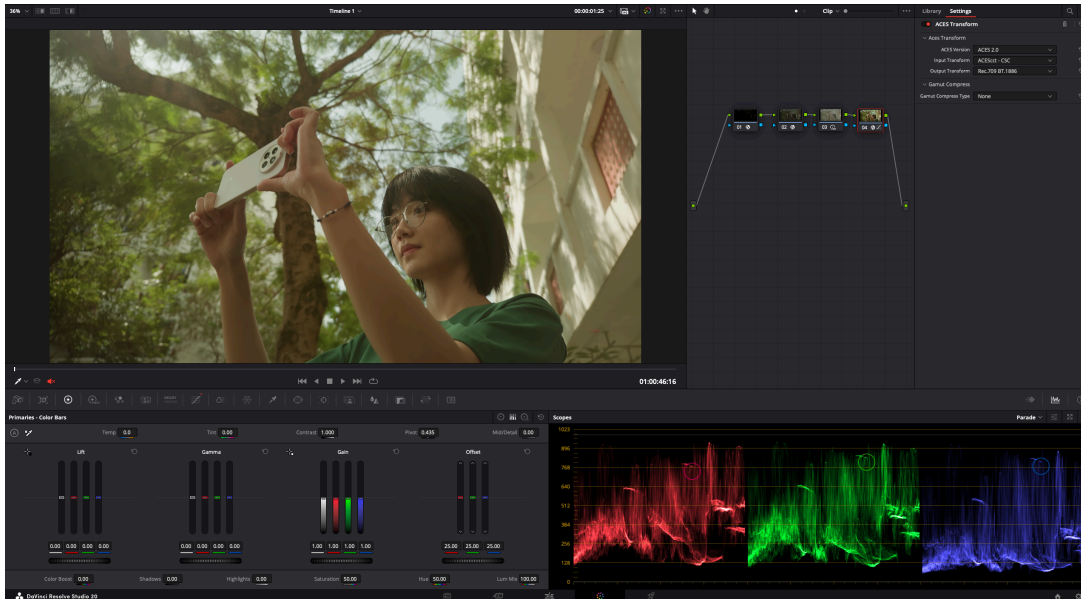 36%
Timeline 1
00:00:01:25
Clip
Library Settings
ACES Transform
Aces Transform
ACES Version ACES 2.0
Input Transform ACEScct - CSC
Output Transform Rec.709 BT.1886
Gamut Compress
Gamut Compress Type None
01
02
03
04
01:00:46:16
Primaries - Color Bars
Scopes
Parade
Temp 0.0 Tint 0.00 Contrast 1.000 Pivot 0.435 Mid/Detail 0.00
Lift Gamma Gain Offset
0.00 0.00 0.00 0.00 0.00 0.00 0.00 0.00 1.00 1.00 1.00 1.00 25.00 25.00 25.00
Color Boost 0.00 Shadows 0.00 Highlights 0.00 Saturation 50.00 Hue 50.00 Lum Mix 100.00
1023
896
768
640
512
384
256
128
0
DaVinci Resolve Studio 20